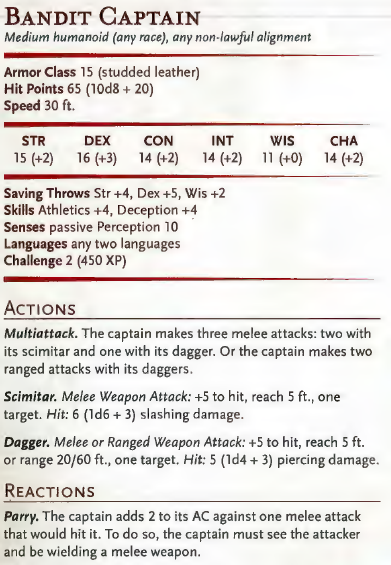 BANDIT CAPTAIN
Medium humanoid (any race), any non-lawful alignment
Armor Class 15 (studded leather)
Hit Points 65 (10d8 + 20)
Speed 30 ft.
STR DEX CON INT WIS CHA
15 (+2) 16 (+3) 14 (+2) 14 (+2) 11 (+0) 14 (+2)
Saving Throws Str +4, Dex +5, Wis +2
Skills Athletics +4, Deception +4
Senses passive Perception 10
Languages any two languages
Challenge 2 (450 XP)
ACTIONS
Multiattack. The captain makes three melee attacks: two with
its scimitar and one with its dagger. Or the captain makes two
ranged attacks with its daggers.
Scimitar. Melee Weapon Attack: +5 to hit, reach 5 ft., one
target. Hit: 6 (1d6 + 3) slashing damage.
Dagger. Melee or Ranged Weapon Attack: +5 to hit, reach 5 ft.
or range 20/60 ft., one target. Hit: 5 (1d4 + 3) piercing damage.
REACTIONS
Parry. The captain adds 2 to its AC against one melee attack
that would hit it. To do so, the captain must see the attacker
and be wielding a melee weapon.